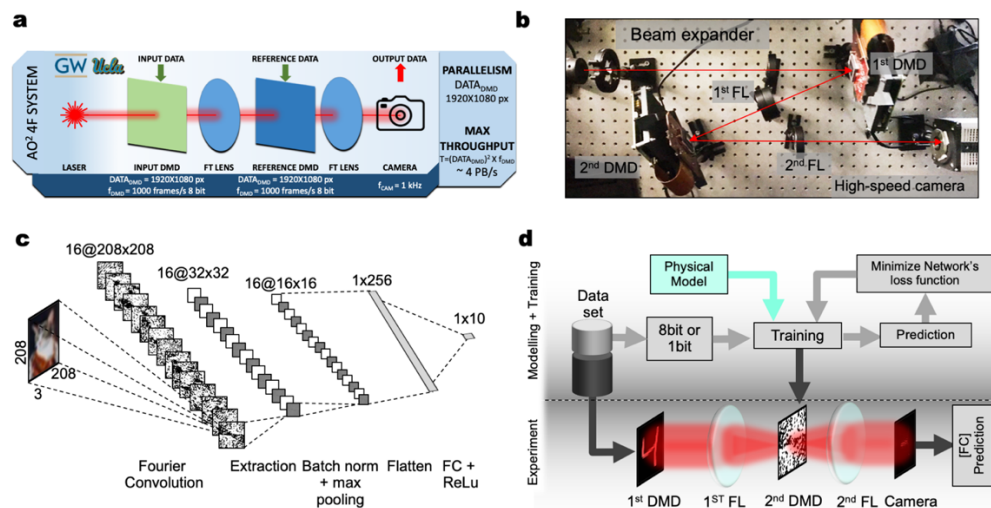 a
AO² 4F SYSTEM
GW Ucla
INPUT DATA
REFERENCE DATA
OUTPUT DATA
LASER
INPUT DMD
FT LENS
REFERENCE DMD
FT LENS
CAMERA
DATA_DMD = 1920X1080 px
f_DMD = 1000 frames/s 8 bit
DATA_DMD = 1920X1080 px
f_DMD = 1000 frames/s 8 bit
f_CAM = 1 kHz
PARALLELISM
DATA_DMD
1920X1080 px
MAX
THROUGHPUT
T=(DATA_DMD)² X f_DMD
~ 4 PB/s
b
Beam expander
1st DMD
1st FL
2nd DMD
2nd FL
High-speed camera
c
16@208x208
16@32x32
16@16x16
1x256
1x10
208
208
3
Fourier
Convolution
Extraction
Batch norm
+ max
pooling
Flatten
FC +
ReLu
d
Modelling + Training
Experiment
Physical
Model
Minimize Network's
loss function
Data
set
8bit or
1bit
Training
Prediction
[FC]
Prediction
1st DMD
1ST FL
2nd DMD
2nd FL
Camera